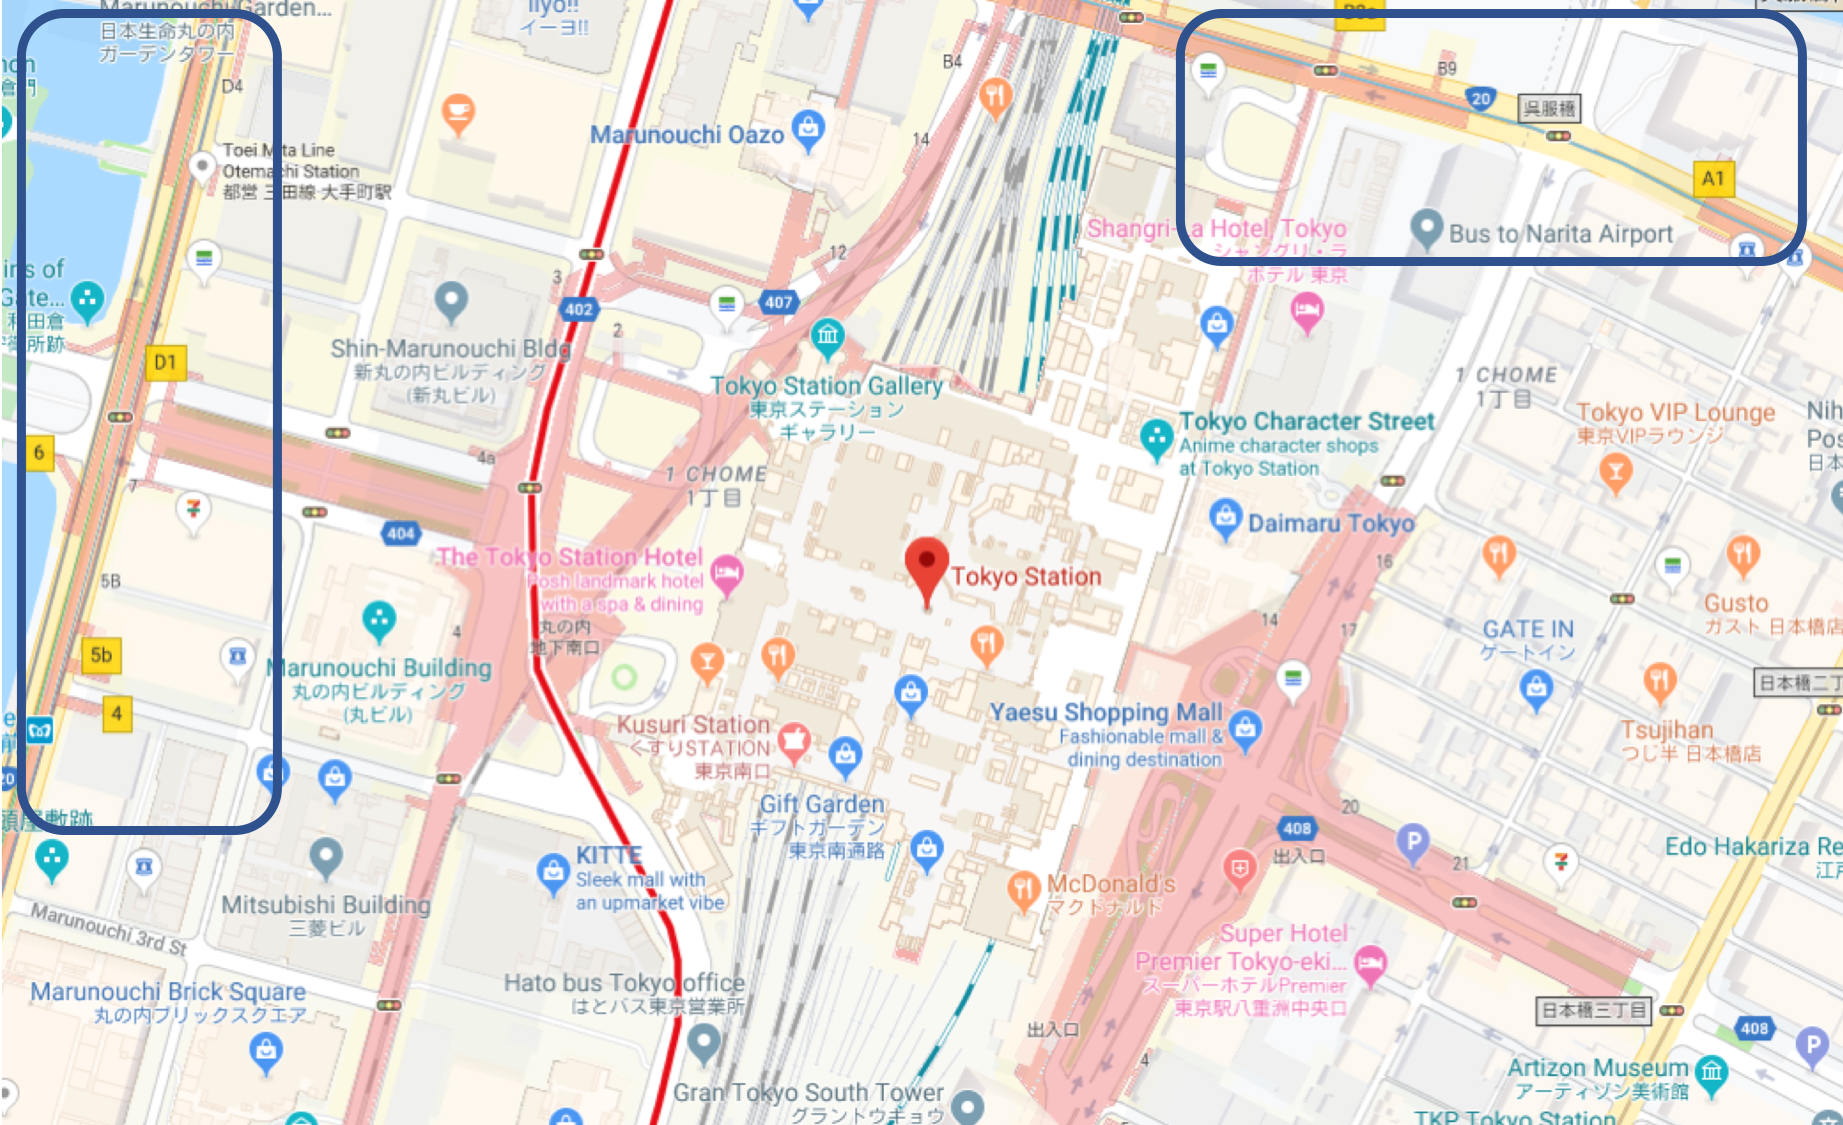 Marunouchi Garden...
日本生命丸の内
ガーデンタワー
D4
Toei Mita Line
Otemachi Station
都営 三田線 大手町駅
イーヨ!!
B4
Marunouchi Oazo
14
12
B9
20
呉服橋
A1
Bus to Narita Airport
Shangri-La Hotel, Tokyo
シャングリ・ラ
ホテル 東京
3
402
407
2
D1
Shin-Marunouchi Bldg
新丸の内ビルディング
(新丸ビル)
Tokyo Station Gallery
東京ステーション
ギャラリー
1 CHOME
1丁目
Tokyo VIP Lounge
東京VIPラウンジ
Tokyo Character Street
Anime character shops
at Tokyo Station
6
4a
7
1 CHOME
1丁目
404
Daimaru Tokyo
16
The Tokyo Station Hotel
Posh landmark hotel
with a spa & dining
Tokyo Station
5B
丸の内
地下南口
4
14
17
Gusto
ガスト 日本橋店
GATE IN
ゲートイン
5b
Marunouchi Building
丸の内ビルディング
(丸ビル)
4
Kusuri Station
くすりSTATION
東京南口
Yaesu Shopping Mall
Fashionable mall &
dining destination
Tsujihan
つじ半 日本橋店
日本橋二丁
20
Gift Garden
ギフトガーデン
東京南通路
408
出入口
P
21
Edo Hakariza Re
KITTE
Sleek mall with
an upmarket vibe
McDonald's
マクドナルド
Mitsubishi Building
三菱ビル
Marunouchi 3rd St
Super Hotel
Premier Tokyo-eki...
スーパーホテルPremier
東京駅八重洲中央口
Hato bus Tokyo office
はとバス東京営業所
Marunouchi Brick Square
丸の内ブリックスクエア
出入口
日本橋三丁目
408
P
4
Artizon Museum
アーティゾン美術館
Gran Tokyo South Tower
グラントウキョウ
TKP Tokyo Station